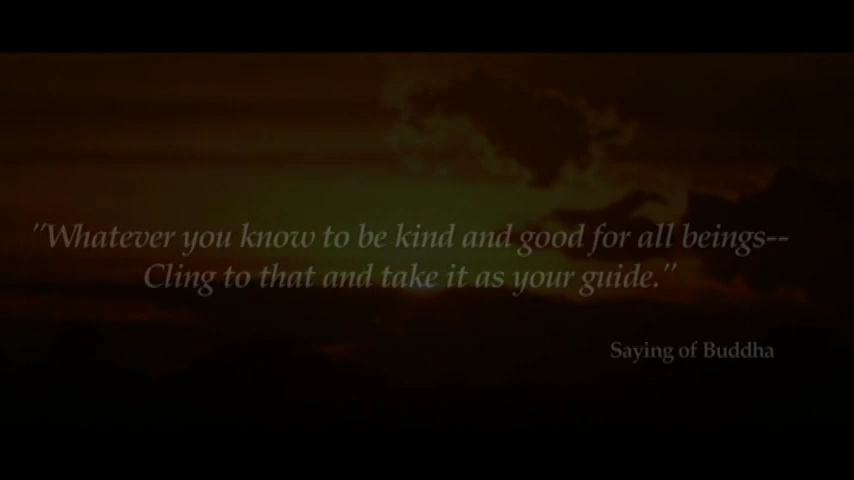 "Whatever you know to be kind and good for all beings--
Cling to that and take it as your guide."
Saying of Buddha